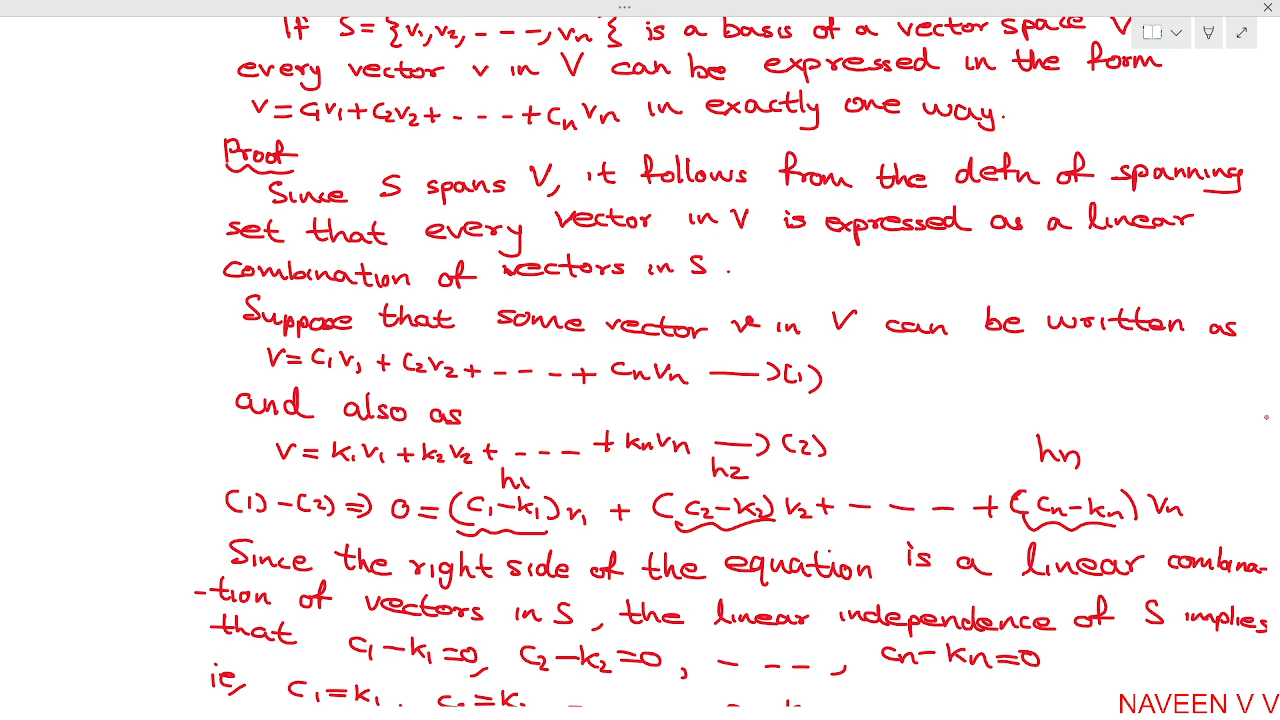 If S = {v1, v2, - - - -, vn} is a basis of a vector space V
every vector v in V can be expressed in the form
v = c1v1 + c2v2 + - - - - + cn vn in exactly one way.
Proof
Since S spans V, it follows from the defn of spanning
set that every vector in V is expressed as a linear
combination of vectors in S.
Suppose that some vector v in V can be written as
v = c1v1 + c2v2 + - - - - + cnvn —> (1)
and also as
v = k1v1 + k2v2 + - - - - + knvn —> (2)
h1 h2 hn
(1) - (2) => 0 = (c1-k1)v1 + (c2-k2)v2 + - - - - + (cn-kn)vn
Since the right side of the equation is a linear combina-
-tion of vectors in S, the linear independence of S implies
that c1-k1=0, c2-k2=0, - - - -, cn-kn=0
ie, c1=k1,
NAVEEN V V